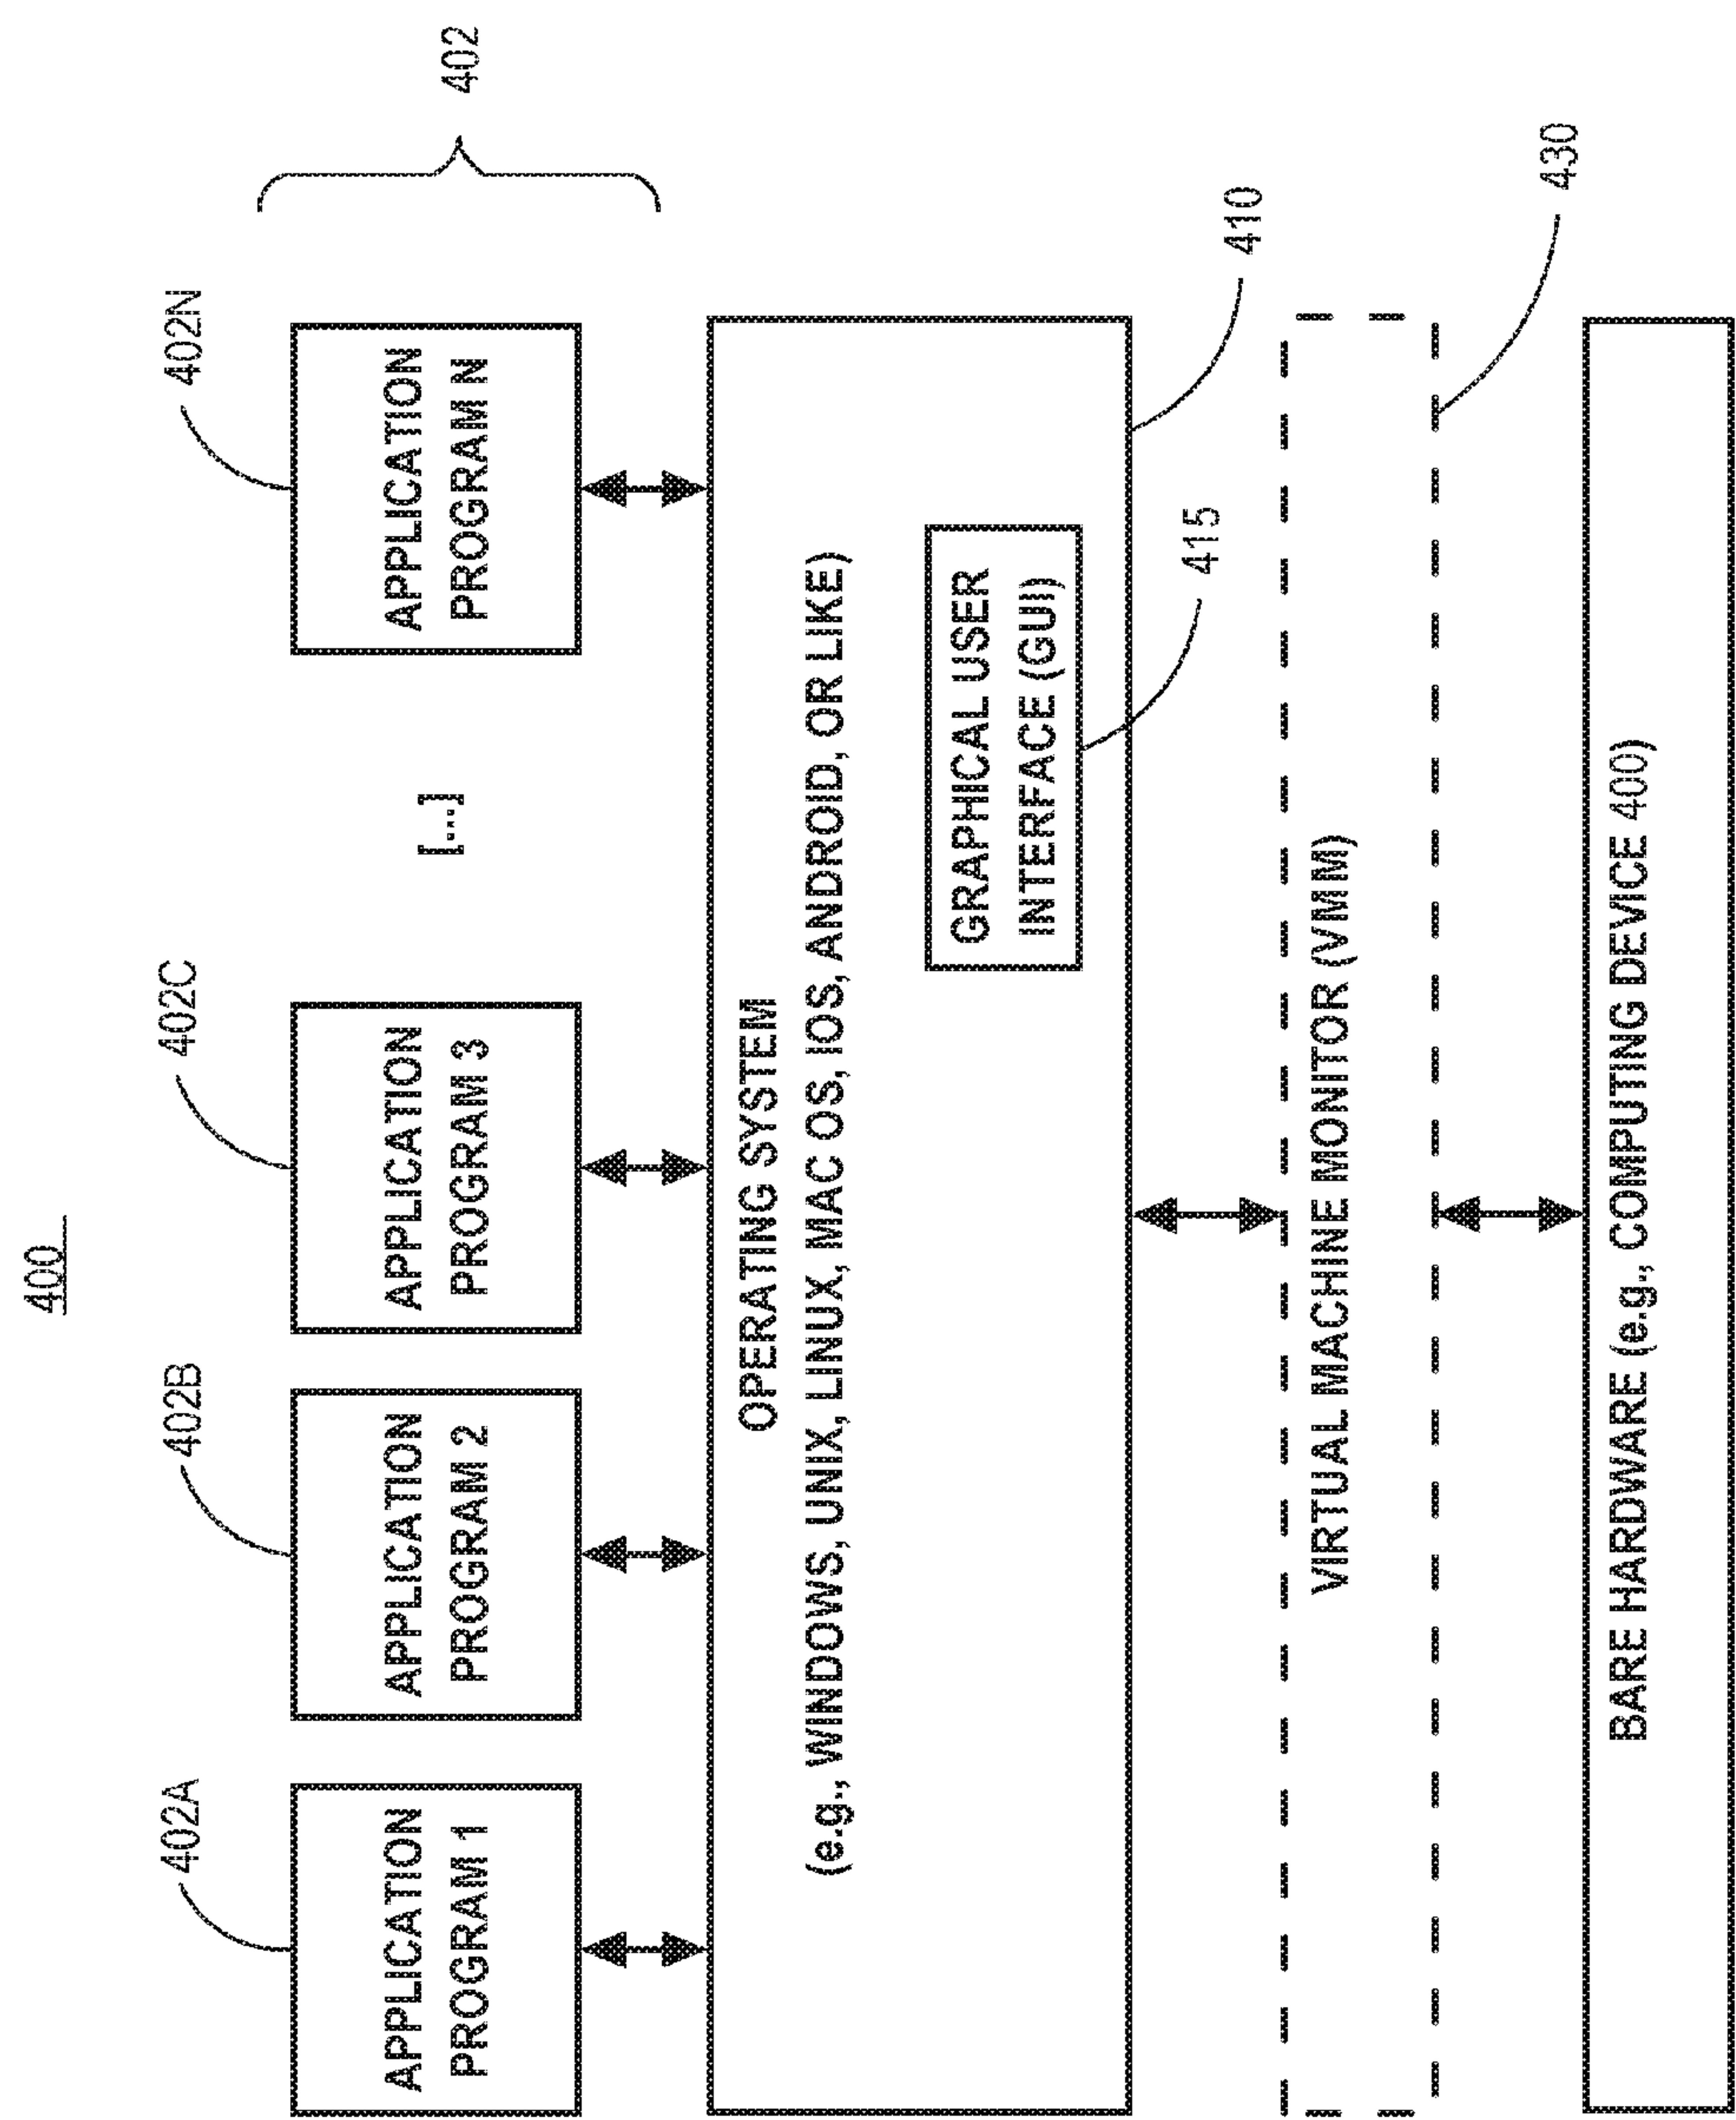 400
402
402A
402B
402C
402N
APPLICATION
PROGRAM 1
APPLICATION
PROGRAM 2
APPLICATION
PROGRAM 3
[...]
APPLICATION
PROGRAM N
OPERATING SYSTEM
(e.g., WINDOWS, UNIX, LINUX, MAC OS, IOS, ANDROID, OR LIKE)
410
GRAPHICAL USER
INTERFACE (GUI)
415
VIRTUAL MACHINE MONITOR (VMM)
430
BARE HARDWARE (e.g., COMPUTING DEVICE 400)